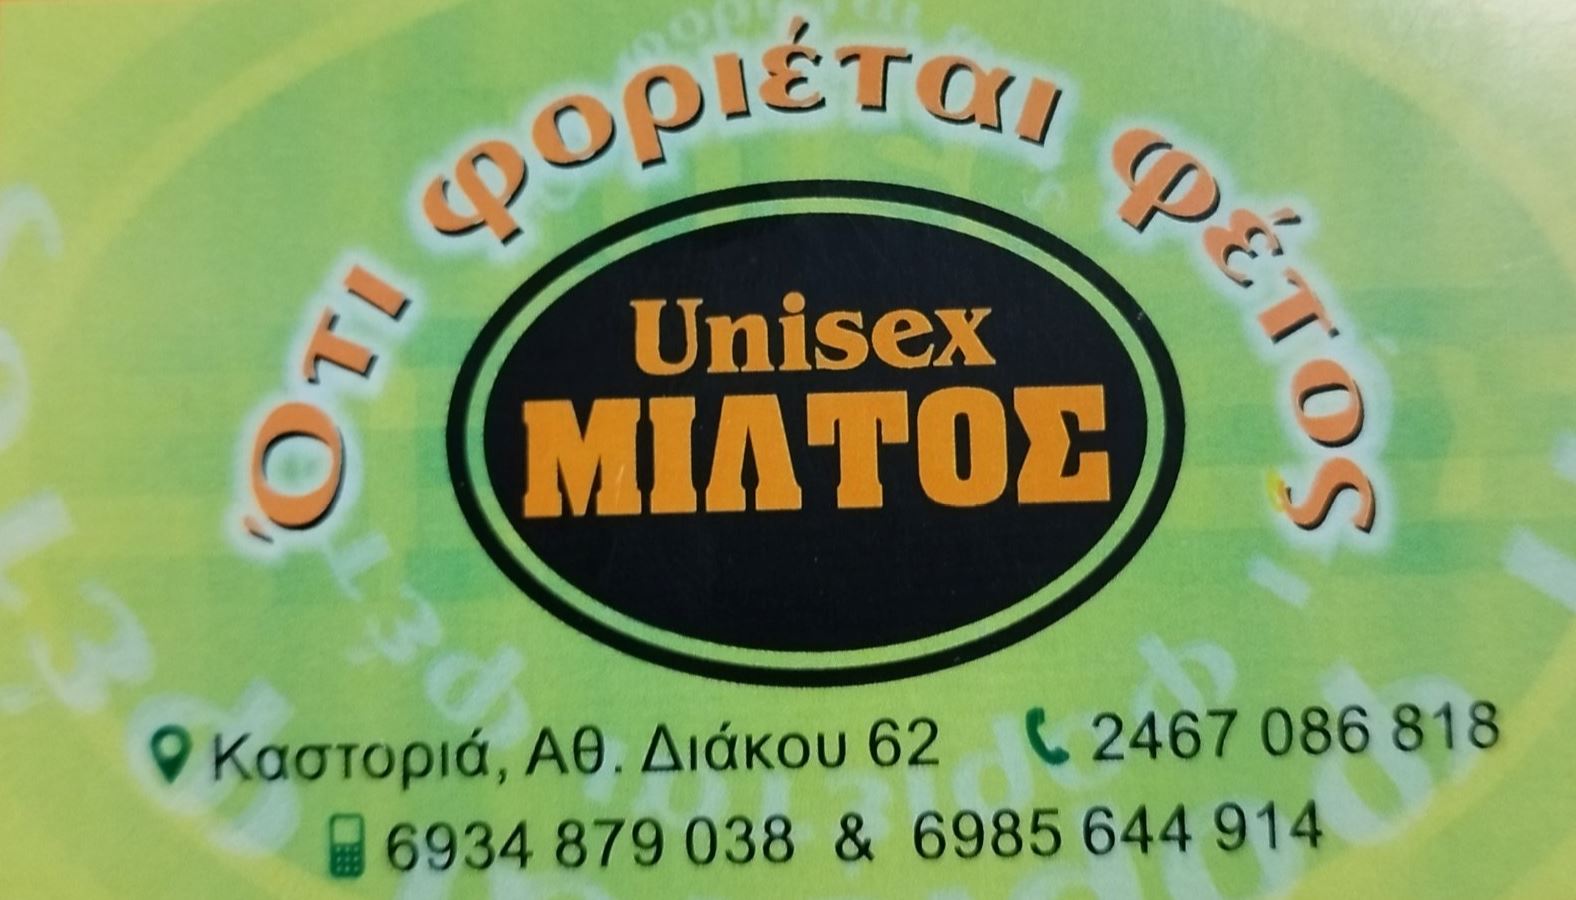 Ότι φοριέται φέτος
Unisex
ΜΙΛΤΟΣ
Καστοριά, Αθ. Διάκου 62 2467 086 818
6934 879 038 & 6985 644 914